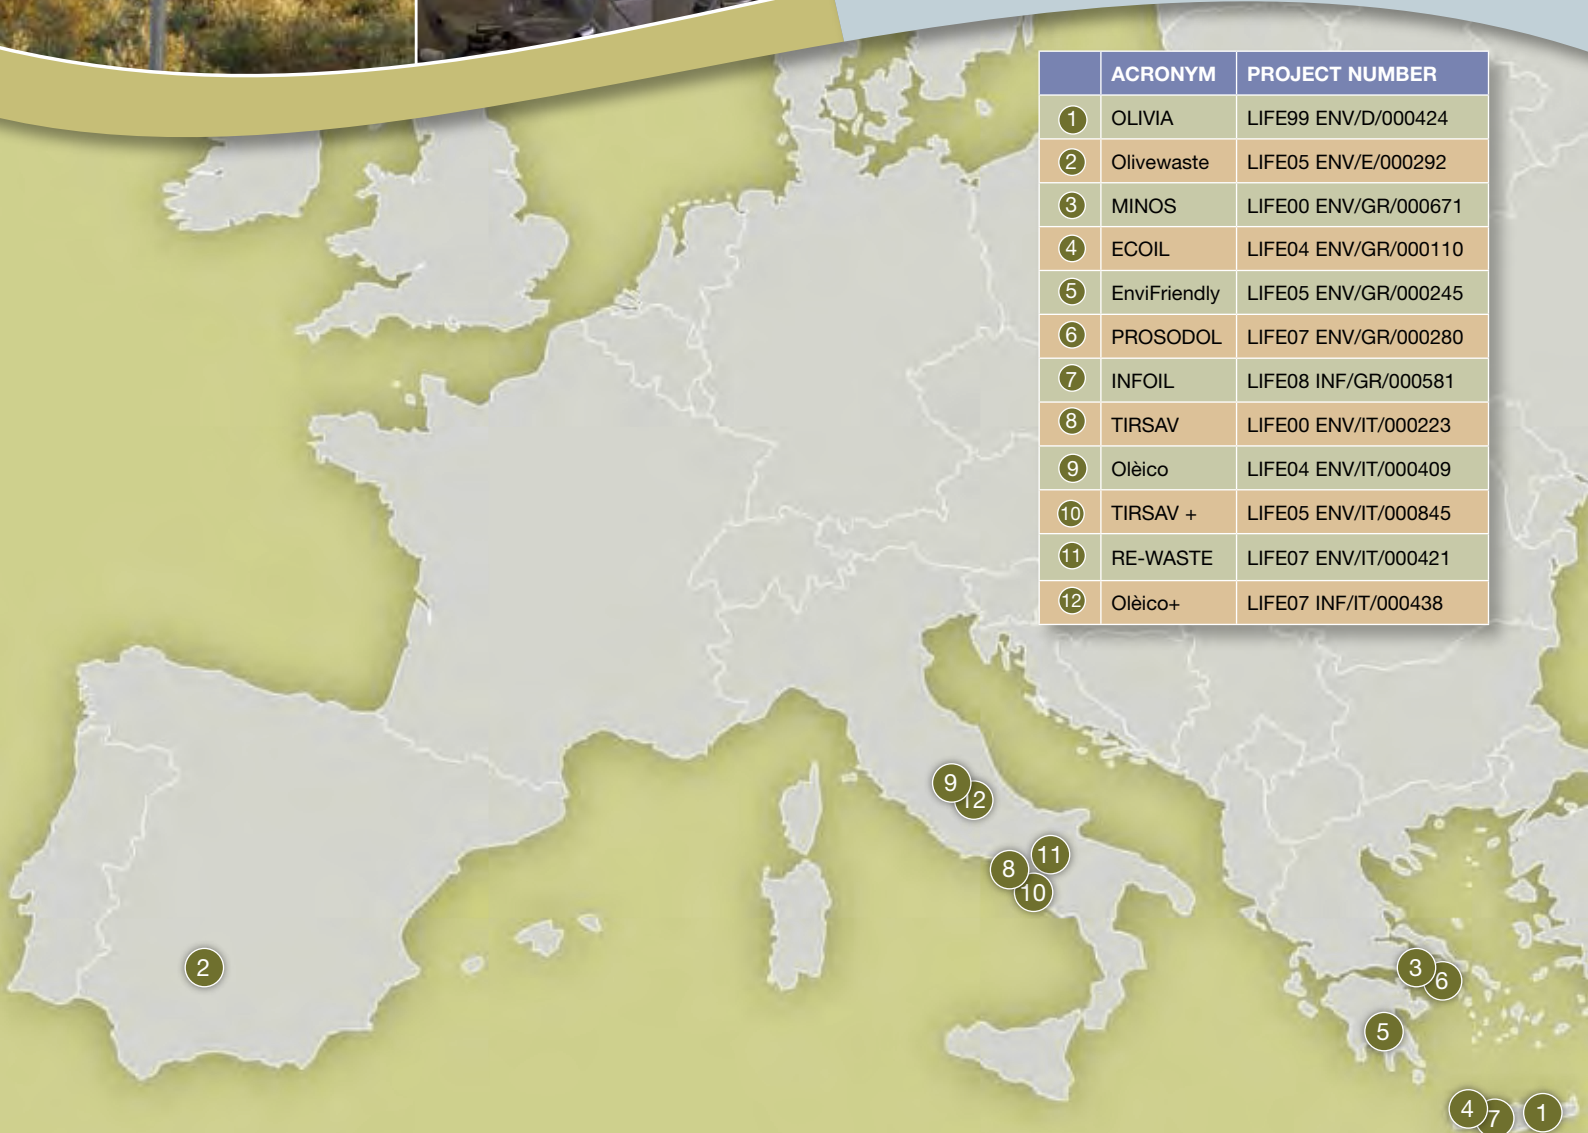 ACRONYM PROJECT NUMBER
1 OLIVIA LIFE99 ENV/D/000424
2 Olivewaste LIFE05 ENV/E/000292
3 MINOS LIFE00 ENV/GR/000671
4 ECOIL LIFE04 ENV/GR/000110
5 EnviFriendly LIFE05 ENV/GR/000245
6 PROSODOL LIFE07 ENV/GR/000280
7 INFOIL LIFE08 INF/GR/000581
8 TIRSAV LIFE00 ENV/IT/000223
9 Olèico LIFE04 ENV/IT/000409
10 TIRSAV + LIFE05 ENV/IT/000845
11 RE-WASTE LIFE07 ENV/IT/000421
12 Olèico+ LIFE07 INF/IT/000438
9
12
11
8
10
2
3
6
5
4
7
1